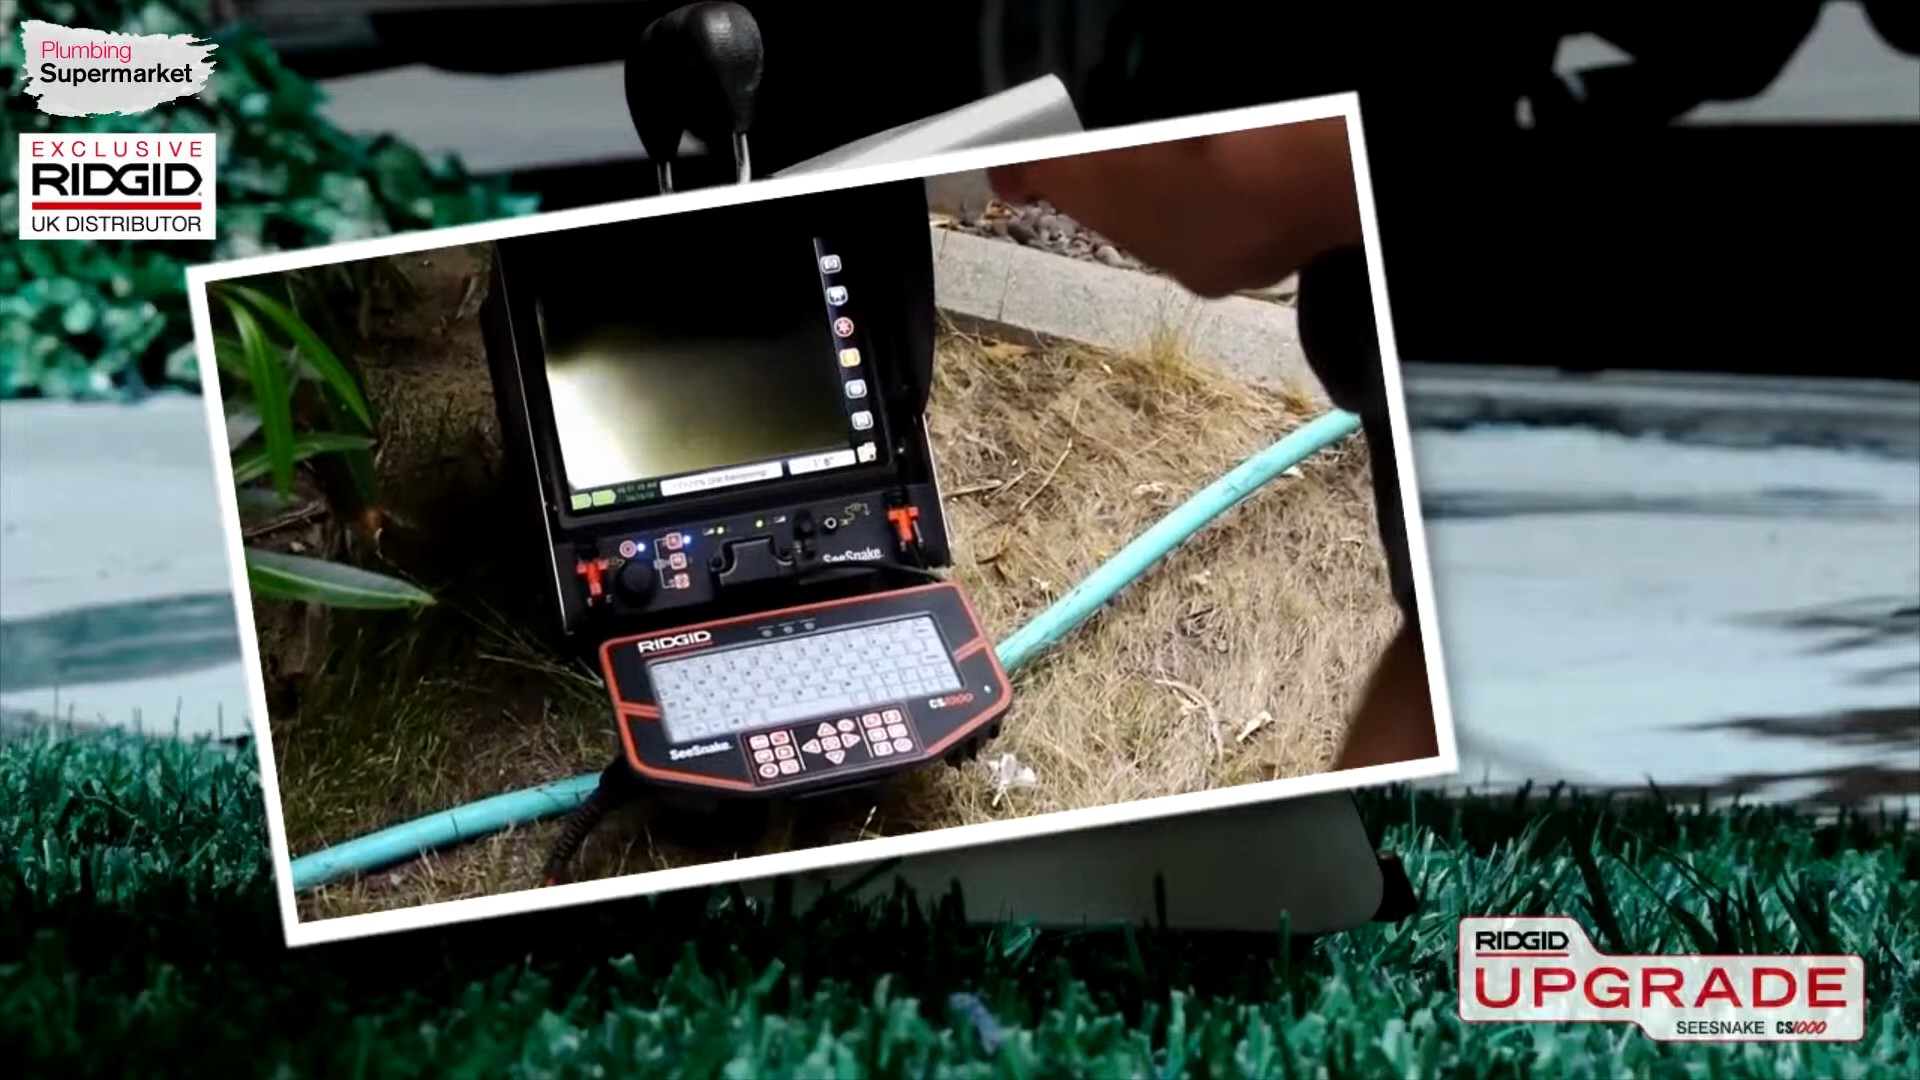 Plumbing
Supermarket
EXCLUSIVE
RIDGID
UK DISTRIBUTOR
SeeSnake
RIDGID
CS1000
SeeSnake
RIDGID
UPGRADE
SEESNAKE CS1000